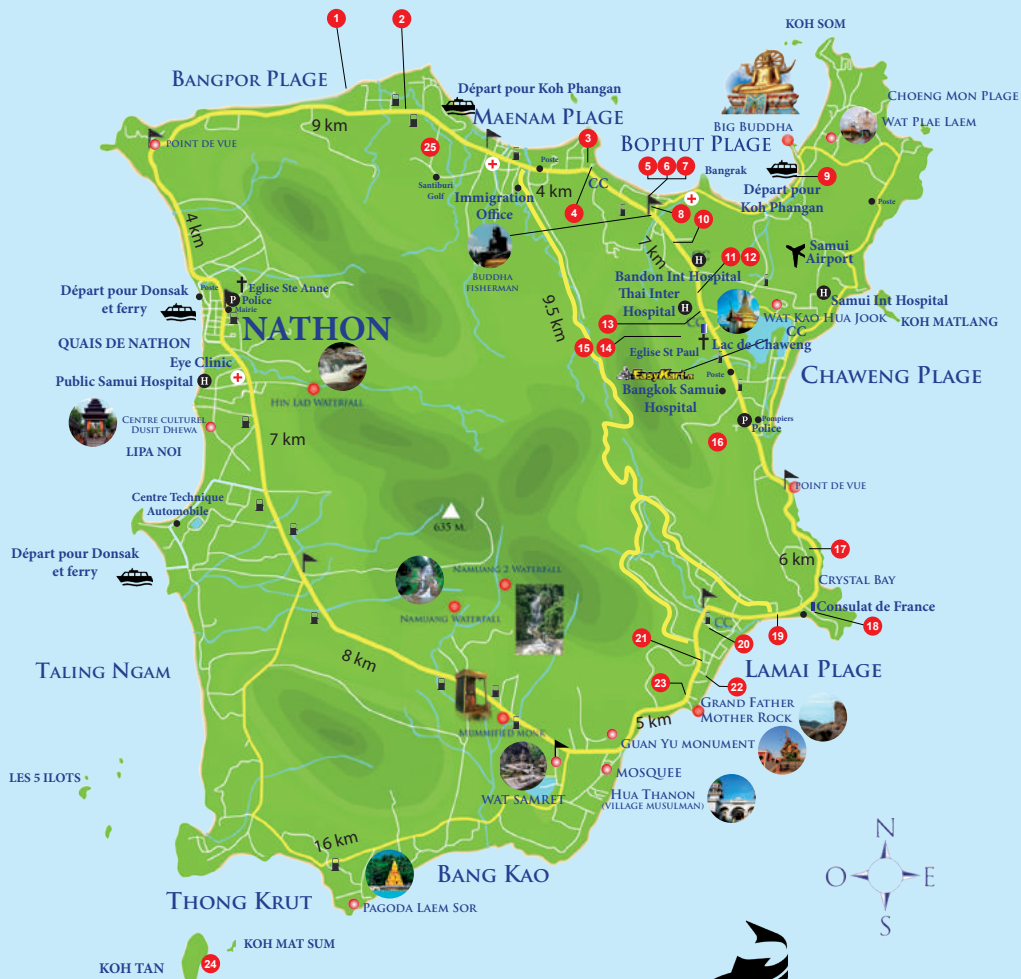 KOH SOM
1
2
BANGPOR PLAGE
Départ pour Koh Phangan
MAENAM PLAGE
CHOENG MON PLAGE
WAT PLAE LAEM
BIG BUDDHA
9 km
POINT DE VUE
25
3
BOPHUT PLAGE
5 6 7
Bangrak
9
Départ pour
Koh Phangan
Poste
CC
4 km
Santiburi
Golf
Immigration
Office
4
8
10
Poste
4 km
BUDDHA
FISHERMAN
7 km
CC
H
11 12
Samui
Airport
Bandon Int Hospital
Thai Inter
Hospital
H
H
Samui Int Hospital
KOH MATLANG
Départ pour Donsak
et ferry
Poste
Eglise Ste Anne
P
Police
Mairie
NATHON
9.5 km
13
CC
WAT KAO HUA JOOK
CC
15
14
Eglise St Paul
Lac de Chaweng
QUAIS DE NATHON
Eye Clinic
Public Samui Hospital
H
HIN LAD WATERFALL
EasyKart
Poste
CHAWENG PLAGE
Bangkok Samui
Hospital
CENTRE CULTUREL
DUSIT DHEWA
LIPA NOI
7 km
P
Pompiers
Police
16
POINT DE VUE
Centre Technique
Automobile
635 M.
17
6 km
Départ pour Donsak
et ferry
NAMUANG 2 WATERFALL
NAMUANG WATERFALL
CRYSTAL BAY
Consulat de France
18
19
CC
20
21
LAMAI PLAGE
22
23
8 km
TALING NGAM
GRAND FATHER
MOTHER ROCK
5 km
MUMMIFIED MONK
GUAN YU MONUMENT
MOSQUEE
WAT SAMRET
HUA THANON
(VILLAGE MUSULMAN)
LES 5 ILOTS
16 km
BANG KAO
THONG KRUT
PAGODA LAEM SOR
KOH MAT SUM
KOH TAN
24
N
O
E
S